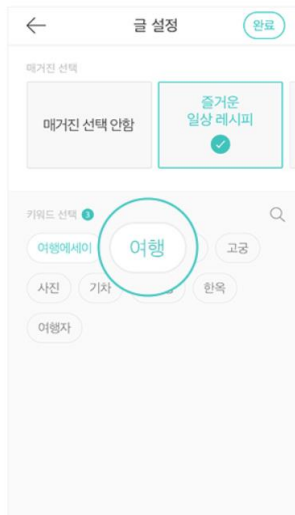 글 설정
완료
매거진 선택
매거진 선택 안함
즐거운
일상 레시피
키워드 선택 3
여행에세이 여행 고궁
사진 기차 한옥
여행자